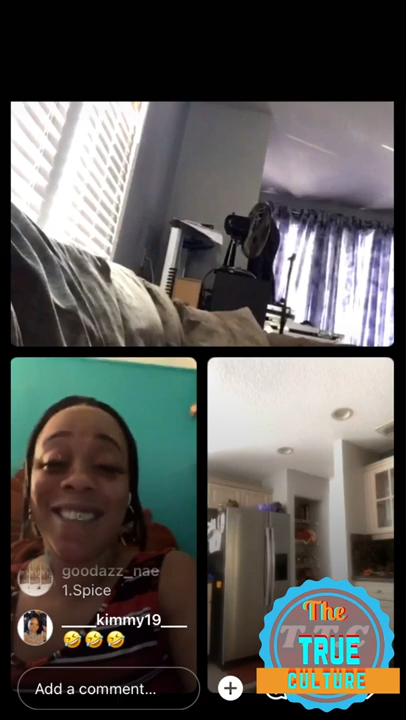 goodazz_nae
1.Spice
____kimmy19___
🤣🤣🤣
Add a comment...
The
T.T.C
TRUE
CULTURE